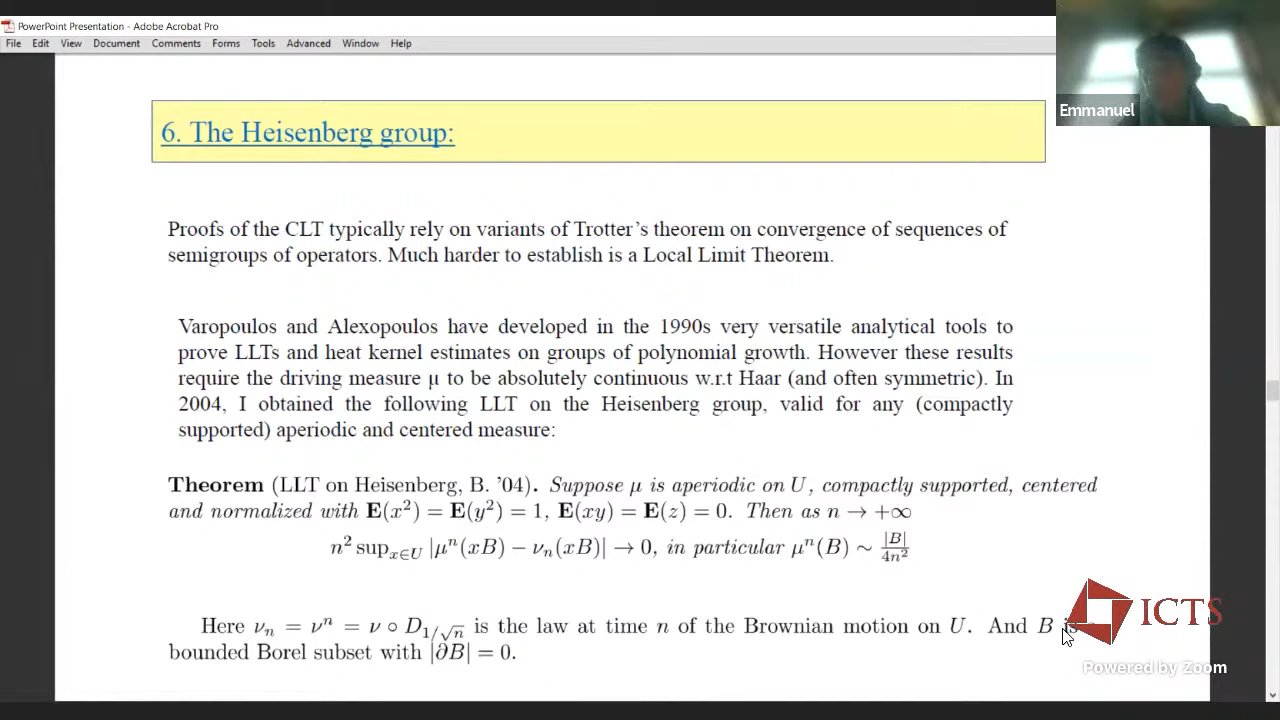 PowerPoint Presentation - Adobe Acrobat Pro
File Edit View Document Comments Forms Tools Advanced Window Help
Emmanuel
6. The Heisenberg group:
Proofs of the CLT typically rely on variants of Trotter's theorem on convergence of sequences of
semigroups of operators. Much harder to establish is a Local Limit Theorem.
Varopoulos and Alexopoulos have developed in the 1990s very versatile analytical tools to
prove LLTs and heat kernel estimates on groups of polynomial growth. However these results
require the driving measure μ to be absolutely continuous w.r.t Haar (and often symmetric). In
2004, I obtained the following LLT on the Heisenberg group, valid for any (compactly
supported) aperiodic and centered measure:
Theorem (LLT on Heisenberg, B. '04). Suppose μ is aperiodic on U, compactly supported, centered
and normalized with E(x²) = E(y²) = 1, E(xy) = E(z) = 0. Then as n → +∞
n² sup_{x∈U} |μⁿ(xB) − ν_n(xB)| → 0, in particular μⁿ(B) ∼ |B|/4n²
Here ν_n = νⁿ = ν ∘ D_{1/√n} is the law at time n of the Brownian motion on U. And B is
bounded Borel subset with |∂B| = 0.
ICTS
Powered by Zoom